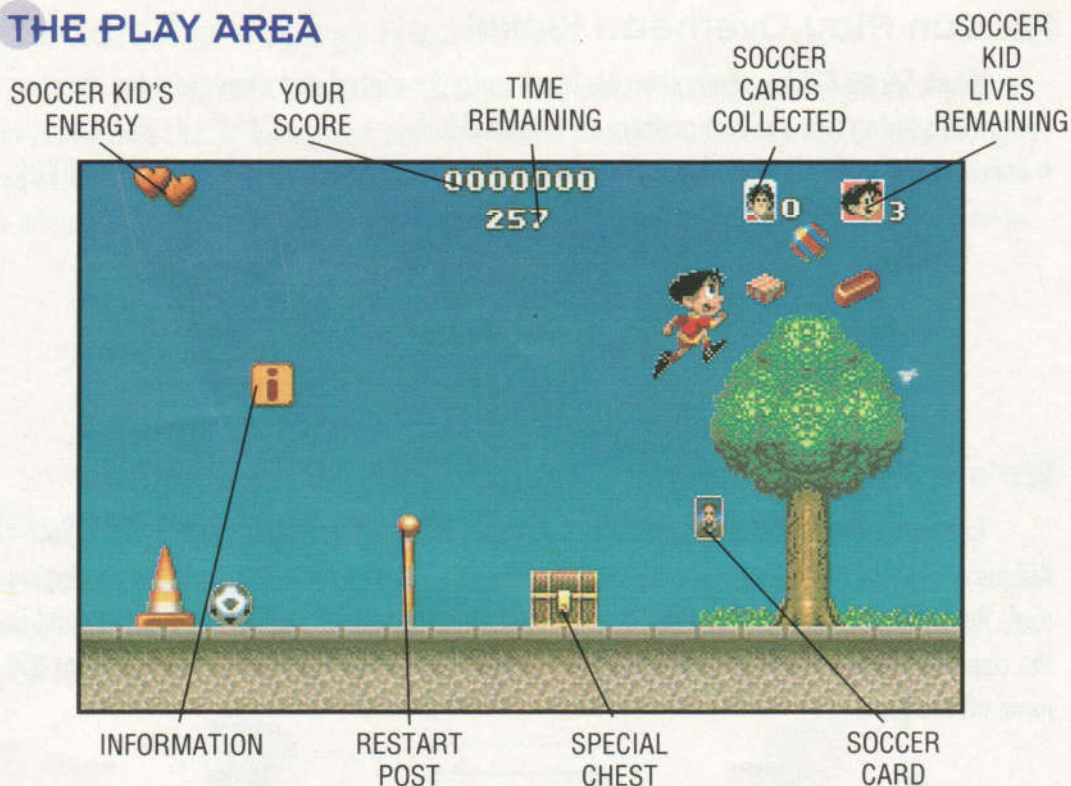 THE PLAY AREA
SOCCER KID'S
ENERGY
YOUR
SCORE
TIME
REMAINING
SOCCER
CARDS
COLLECTED
SOCCER
KID
LIVES
REMAINING
0000000
257
0
3
i
INFORMATION
RESTART
POST
SPECIAL
CHEST
SOCCER
CARD